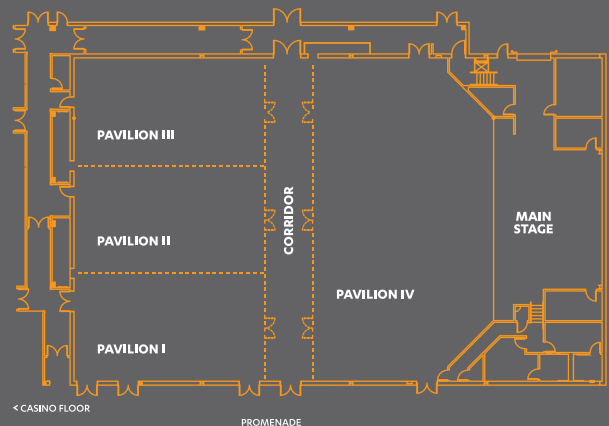 PAVILION III
PAVILION II
PAVILION I
CORRIDOR
PAVILION IV
MAIN
STAGE
< CASINO FLOOR
PROMENADE